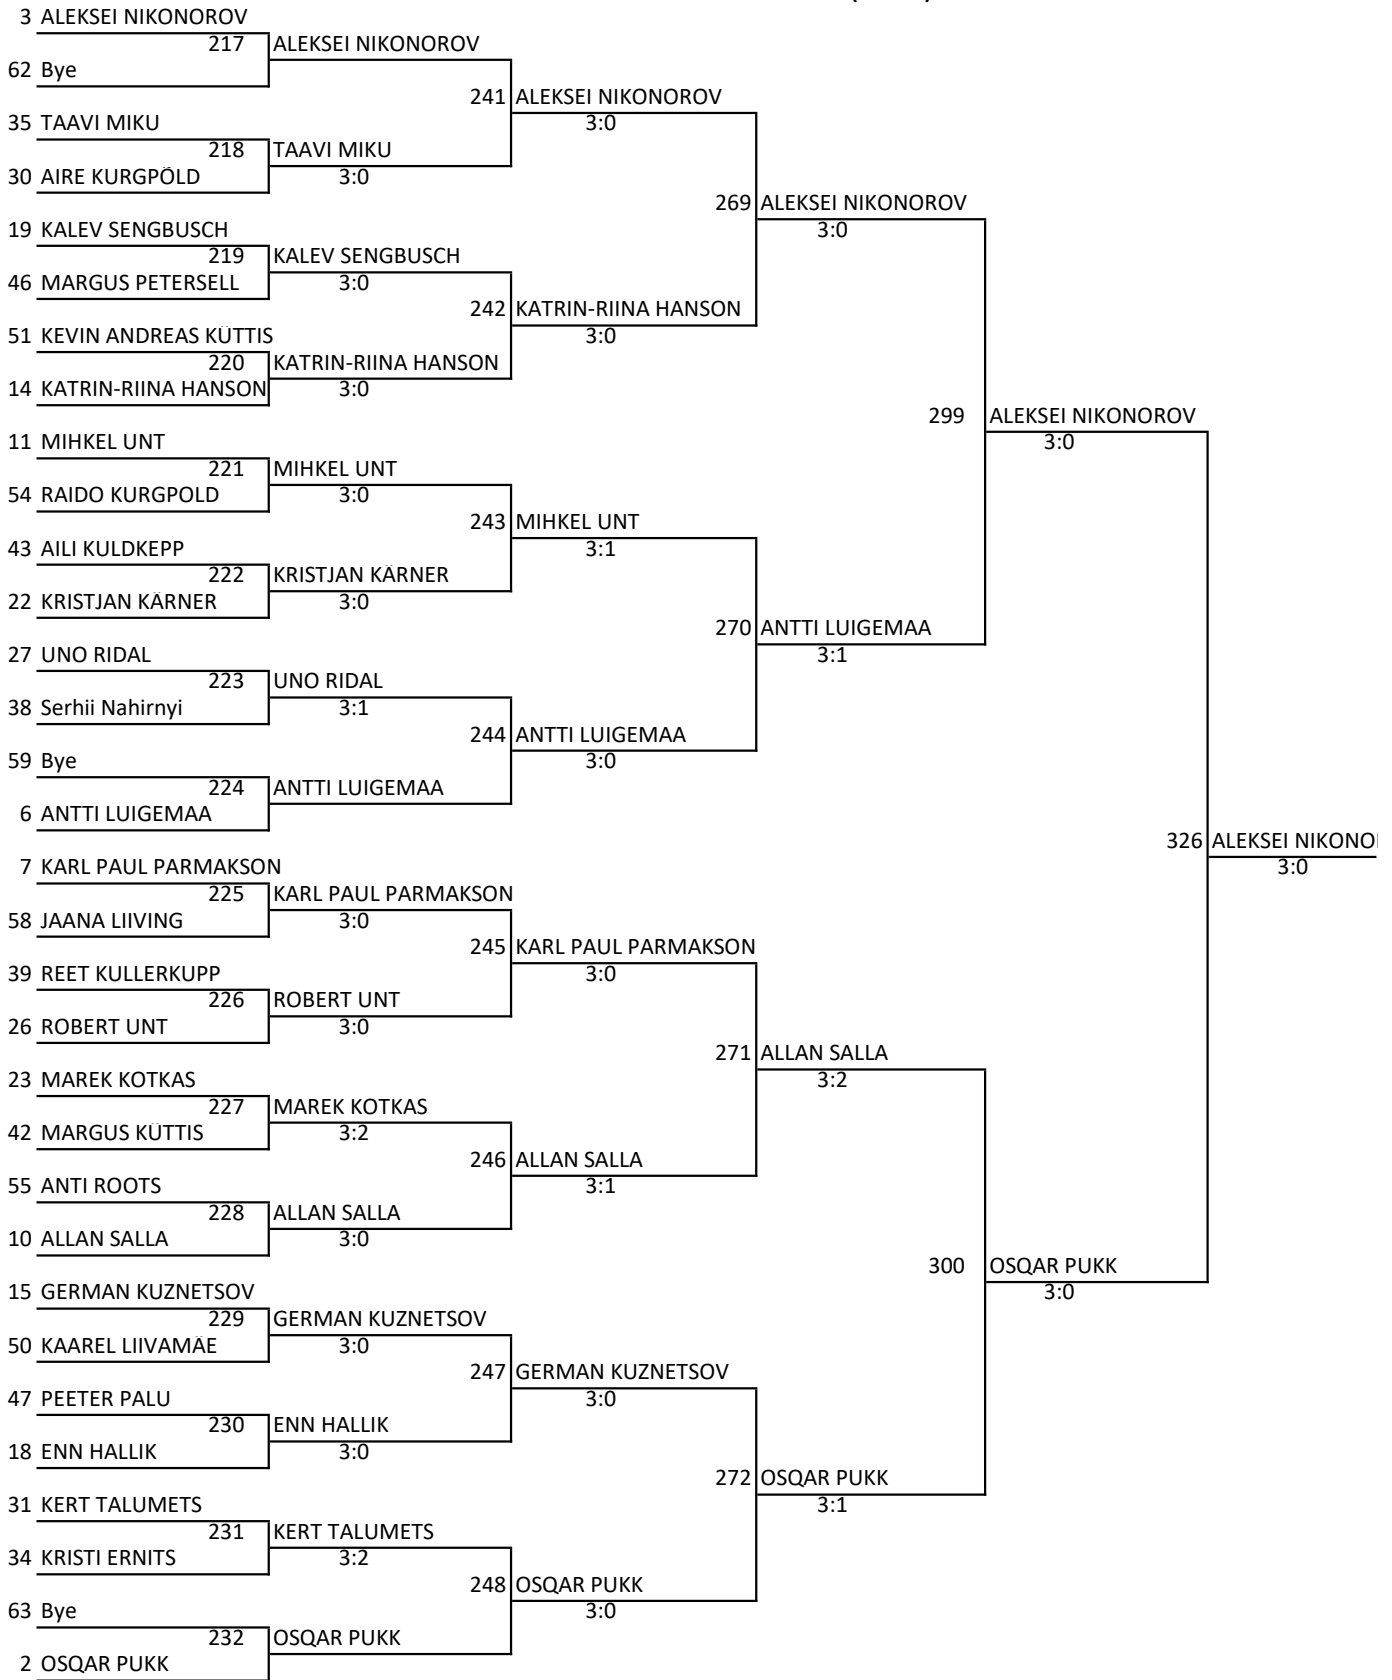 3 ALEKSEI NIKONOROV
217 ALEKSEI NIKONOROV
62 Bye
241 ALEKSEI NIKONOROV
3:0
35 TAAVI MIKU
218 TAAVI MIKU
30 AIRE KURGPÕLD 3:0
269 ALEKSEI NIKONOROV
3:0
19 KALEV SENGBUSCH
219 KALEV SENGBUSCH
46 MARGUS PETERSELL 3:0
242 KATRIN-RIINA HANSON
3:0
51 KEVIN ANDREAS KÜTTIS
220 KATRIN-RIINA HANSON
14 KATRIN-RIINA HANSON 3:0
299 ALEKSEI NIKONOROV
3:0
11 MIHKEL UNT
221 MIHKEL UNT
54 RAIDO KURGPOLD 3:0
243 MIHKEL UNT
3:1
43 AILI KULDKEPP
222 KRISTJAN KÄRNER
22 KRISTJAN KÄRNER 3:0
270 ANTTI LUIGEMAA
3:1
27 UNO RIDAL
223 UNO RIDAL
38 Serhii Nahirnyi 3:1
244 ANTTI LUIGEMAA
3:0
59 Bye
224 ANTTI LUIGEMAA
6 ANTTI LUIGEMAA
326 ALEKSEI NIKONO
3:0
7 KARL PAUL PARMAKSON
225 KARL PAUL PARMAKSON
58 JAANA LIIVING 3:0
245 KARL PAUL PARMAKSON
3:0
39 REET KULLERKUPP
226 ROBERT UNT
26 ROBERT UNT 3:0
271 ALLAN SALLA
3:2
23 MAREK KOTKAS
227 MAREK KOTKAS
42 MARGUS KÜTTIS 3:2
246 ALLAN SALLA
3:1
55 ANTI ROOTS
228 ALLAN SALLA
10 ALLAN SALLA 3:0
300 OSQAR PUKK
3:0
15 GERMAN KUZNETSOV
229 GERMAN KUZNETSOV
50 KAAREL LIIVAMÄE 3:0
247 GERMAN KUZNETSOV
3:0
47 PEETER PALU
230 ENN HALLIK
18 ENN HALLIK 3:0
272 OSQAR PUKK
3:1
31 KERT TALUMETS
231 KERT TALUMETS
34 KRISTI ERNITS 3:2
248 OSQAR PUKK
3:0
63 Bye
232 OSQAR PUKK
2 OSQAR PUKK